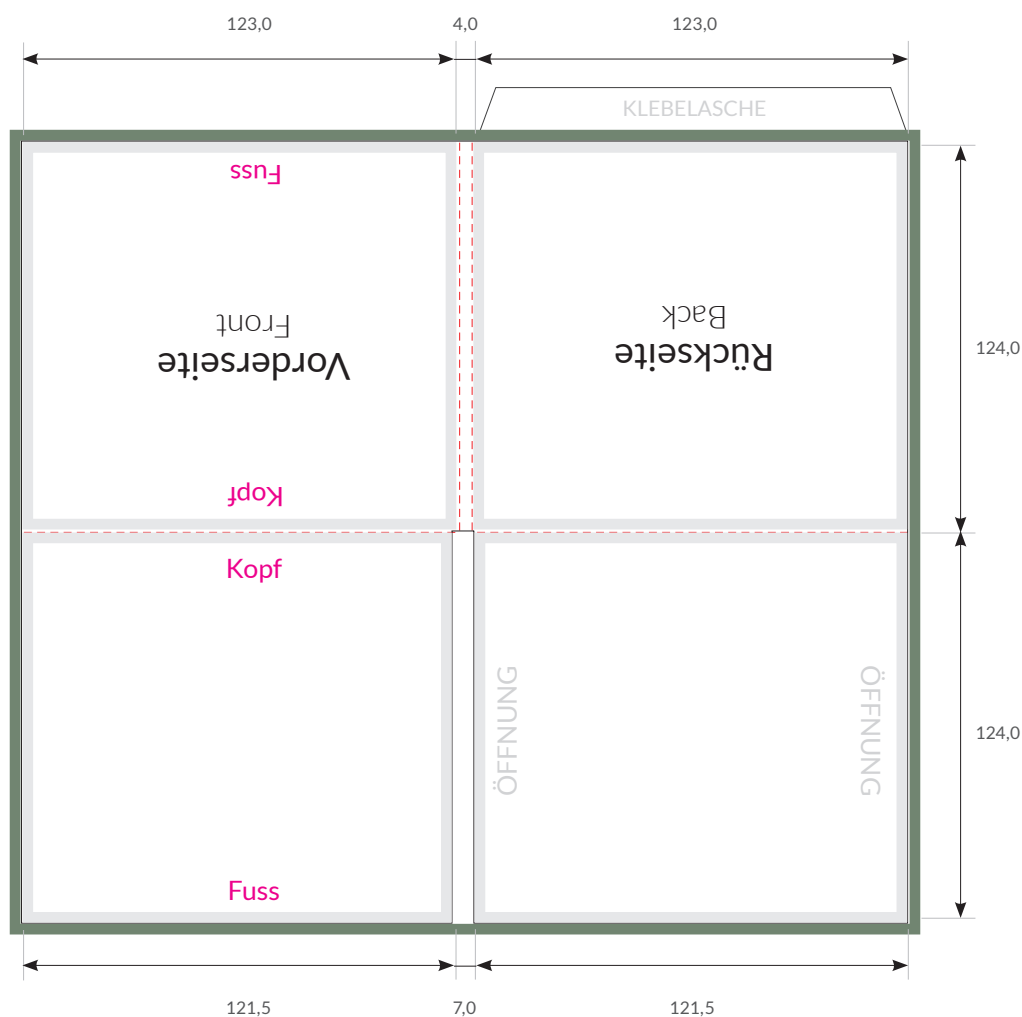 123,0
4,0
123,0
KLEBELASCHE
Fuss
Front
Vorderseite
Back
Rückseite
124,0
Kopf
Kopf
ÖFFNUNG
ÖFFNUNG
124,0
Fuss
121,5
7,0
121,5